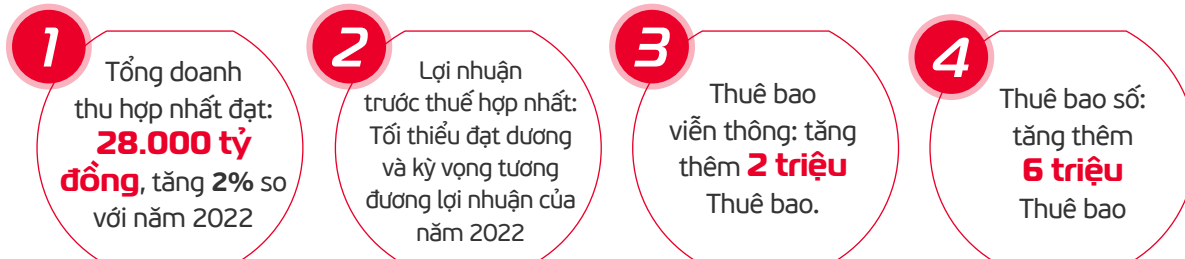 1
Tổng doanh
thu hợp nhất đạt:
28.000 tỷ
đồng, tăng 2% so
với năm 2022
2
Lợi nhuận
trước thuế hợp nhất:
Tối thiểu đạt dương
và kỳ vọng tương
đương lợi nhuận của
năm 2022
3
Thuê bao
viễn thông: tăng
thêm 2 triệu
Thuê bao.
4
Thuê bao số:
tăng thêm
6 triệu
Thuê bao